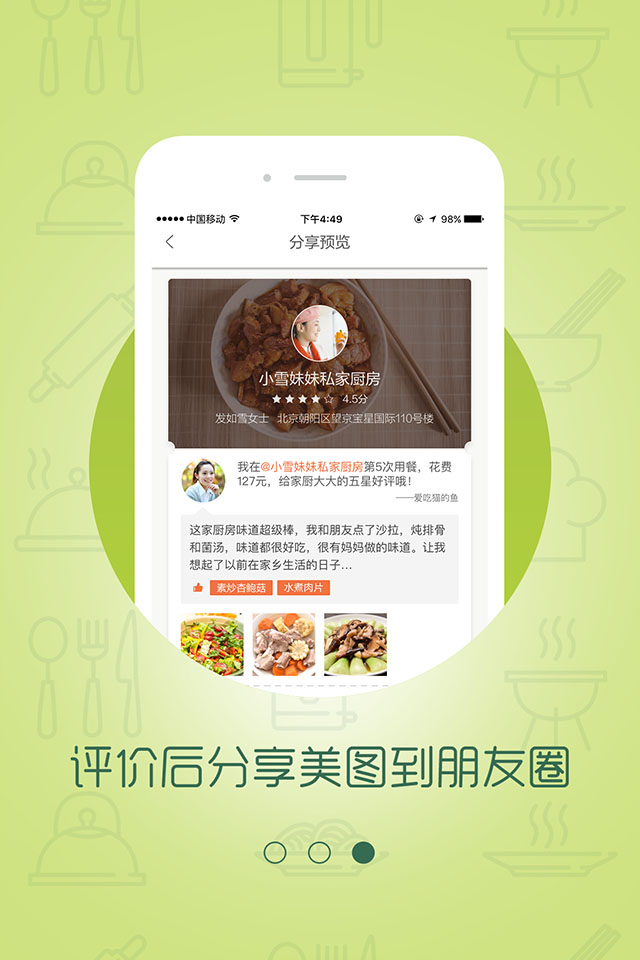 中国移动
下午4:49
98%
分享预览
小雪妹妹私家厨房
4.5分
发如雪女士 北京朝阳区望京宝星国际110号楼
我在@小雪妹妹私家厨房第5次用餐，花费
127元，给家厨大大的五星好评哦！
——爱吃猫的鱼
这家厨房味道超级棒，我和朋友点了沙拉，炖排骨
和菌汤，味道都很好吃，很有妈妈做的味道。让我
想起了以前在家乡生活的日子...
素炒杏鲍菇 水煮肉片
评价后分享美图到朋友圈